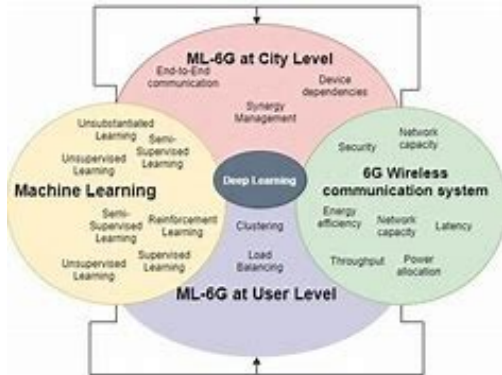 ML-6G at City Level
End-to-End
communication
Device
dependencies
Synergy
Management
Unsubstantialed
Learning
Semi-
Supervised
Learning
Unsupervised
Learning
Machine Learning
Semi-
Supervised
Learning
Reinforcement
Learning
Unsupervised
Learning
Supervised
Learning
Deep Learning
Security
Network
capacity
6G Wireless
communication system
Energy
efficiency
Network
capacity
Latency
Throughput
Power
allocation
Clustering
Load
Balancing
ML-6G at User Level